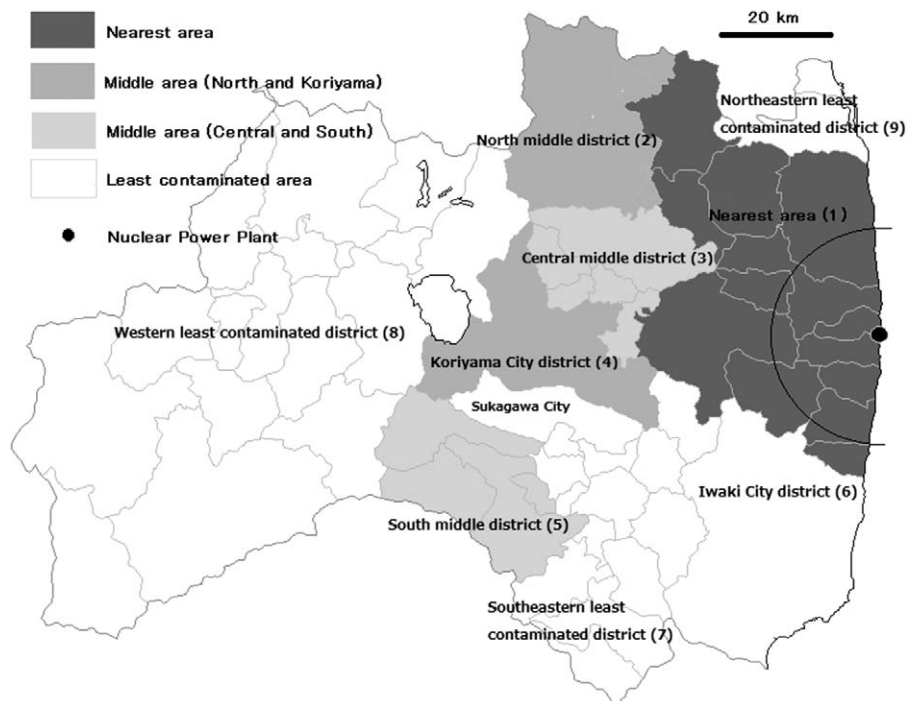 Nearest area
Middle area (North and Koriyama)
Middle area (Central and South)
Least contaminated area
Nuclear Power Plant
20 km
Northeastern least
contaminated district (9)
North middle district (2)
Nearest area (1)
Central middle district (3)
Western least contaminated district (8)
Koriyama City district (4)
Sukagawa City
Iwaki City district (6)
South middle district (5)
Southeastern least
contaminated district (7)